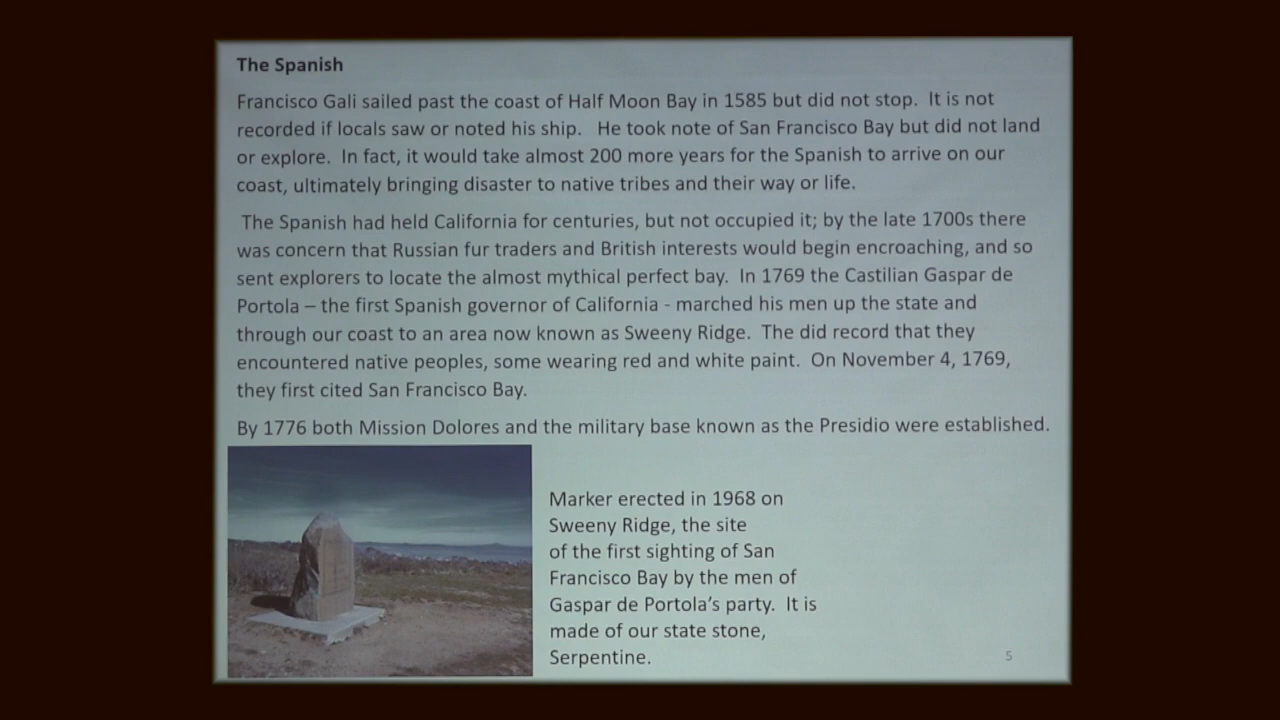 The Spanish
Francisco Gali sailed past the coast of Half Moon Bay in 1585 but did not stop.  It is not
recorded if locals saw or noted his ship.   He took note of San Francisco Bay but did not land
or explore.  In fact, it would take almost 200 more years for the Spanish to arrive on our
coast, ultimately bringing disaster to native tribes and their way or life.
The Spanish had held California for centuries, but not occupied it; by the late 1700s there
was concern that Russian fur traders and British interests would begin encroaching, and so
sent explorers to locate the almost mythical perfect bay.  In 1769 the Castilian Gaspar de
Portola – the first Spanish governor of California - marched his men up the state and
through our coast to an area now known as Sweeny Ridge.  The did record that they
encountered native peoples, some wearing red and white paint.  On November 4, 1769,
they first cited San Francisco Bay.
By 1776 both Mission Dolores and the military base known as the Presidio were established.
Marker erected in 1968 on
Sweeny Ridge, the site
of the first sighting of San
Francisco Bay by the men of
Gaspar de Portola’s party.  It is
made of our state stone,
Serpentine.
5